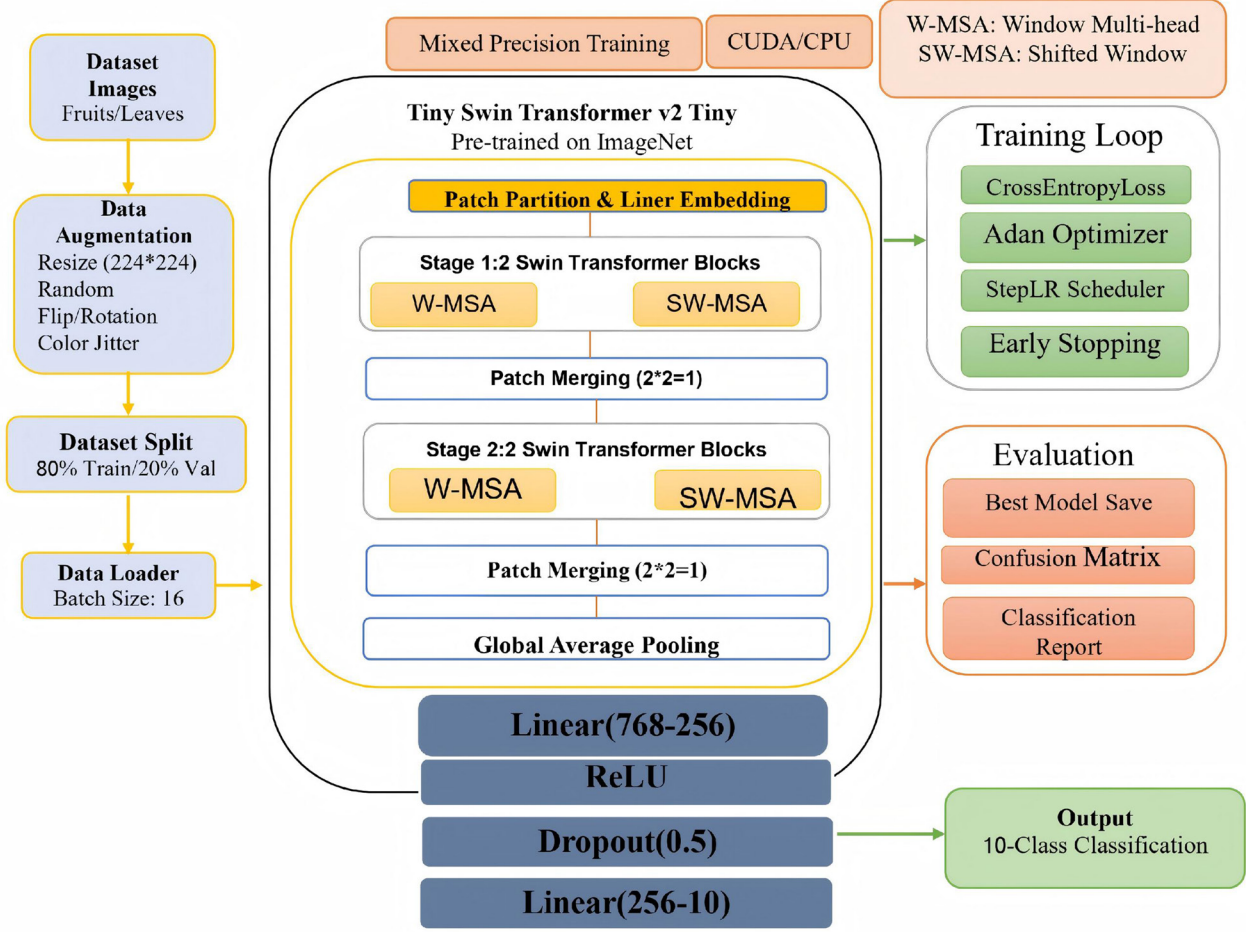 Dataset
Images
Fruits/Leaves
Data
Augmentation
Resize (224*224)
Random
Flip/Rotation
Color Jitter
Dataset Split
80% Train/20% Val
Data Loader
Batch Size: 16
Mixed Precision Training
CUDA/CPU
W-MSA: Window Multi-head
SW-MSA: Shifted Window
Tiny Swin Transformer v2 Tiny
Pre-trained on ImageNet
Patch Partition & Liner Embedding
Stage 1:2 Swin Transformer Blocks
W-MSA
SW-MSA
Patch Merging (2*2=1)
Stage 2:2 Swin Transformer Blocks
W-MSA
SW-MSA
Patch Merging (2*2=1)
Global Average Pooling
Linear(768-256)
ReLU
Dropout(0.5)
Linear(256-10)
Training Loop
CrossEntropyLoss
Adan Optimizer
StepLR Scheduler
Early Stopping
Evaluation
Best Model Save
Confusion Matrix
Classification
Report
Output
10-Class Classification